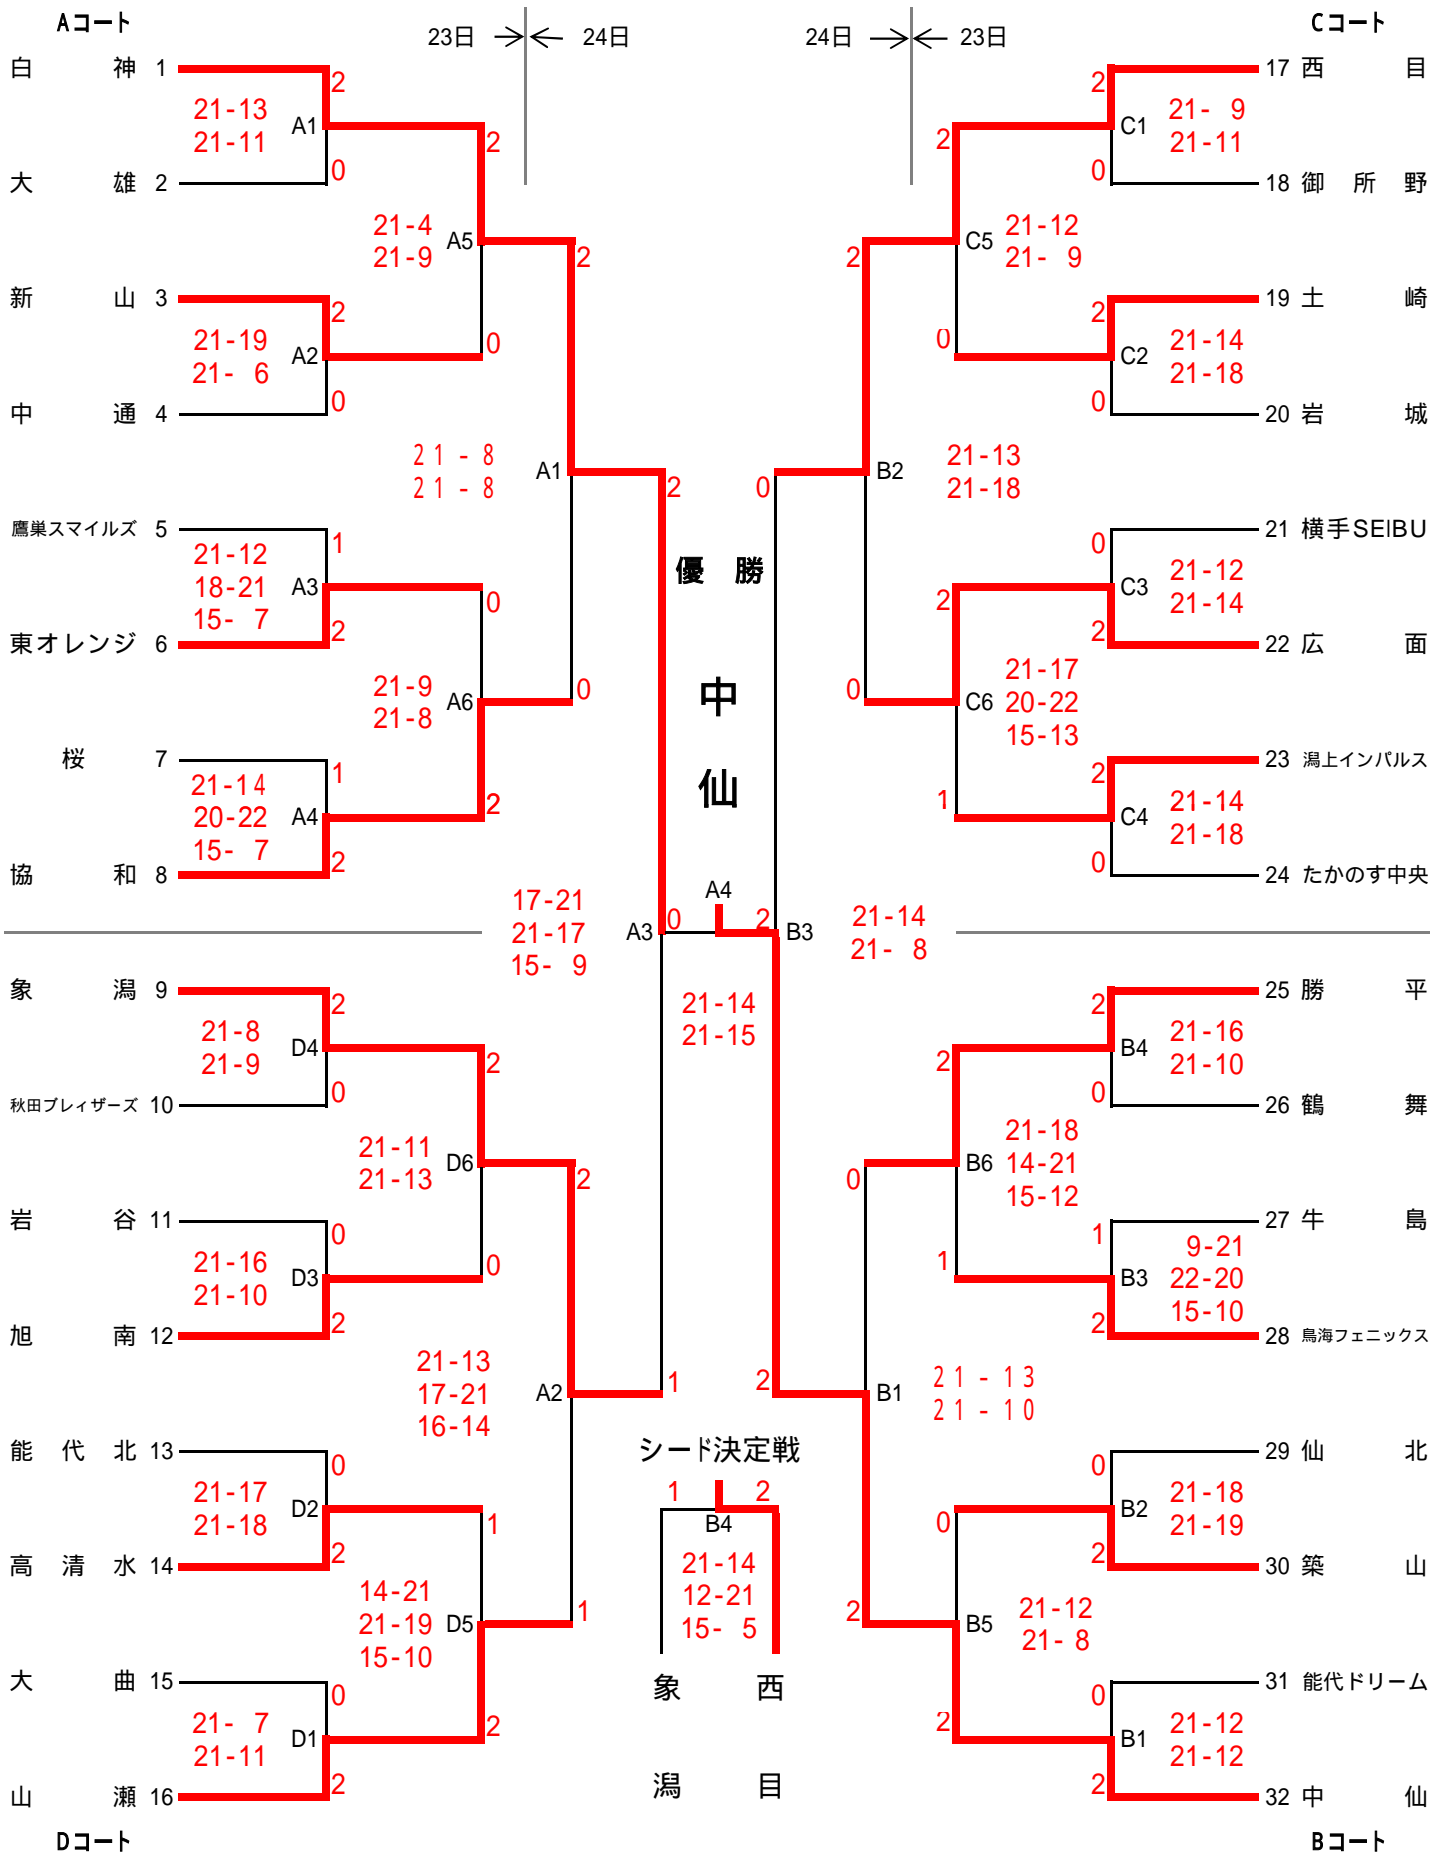 Aコート
23日 24日
24日 23日
Cコート
白神 1
2
21-13
21-11
A1
0
大雄 2
2
21-4
21-9
A5
新山 3
2
21-19
21- 6
A2
0
0
中通 4
2
21-8
21-8
A1
鷹巣スマイルズ 5
1
21-12
18-21
15- 7
A3
2
0
東オレンジ 6
21-9
21-8
A6
0
桜 7
1
21-14
20-22
15- 7
A4
2
2
協和 8
2
17-21
21-17
15- 9
A3
象潟 9
2
21-8
21-9
D4
0
秋田ブレイザーズ 10
2
21-11
21-13
D6
岩谷 11
0
21-16
21-10
D3
2
0
旭南 12
2
21-13
17-21
16-14
A2
1
能代北 13
0
21-17
21-18
D2
2
1
高清水 14
14-21
21-19
15-10
D5
1
大曲 15
0
21- 7
21-11
D1
2
2
山瀬 16
Dコート
優勝
中仙
A4
0 2
21-14
21-15
シード決定戦
1 2
B4
21-14
12-21
15- 5
象潟 西目
17 西目
2
C1
21- 9
21-11
0
18 御所野
2
C5
21-12
21- 9
19 土崎
2
C2
21-14
21-18
0
0
20 岩城
2
0
B2
21-13
21-18
21 横手SEIBU
0
C3
21-12
21-14
2
2
22 広面
0
C6
21-17
20-22
15-13
23 潟上インパルス
2
C4
21-14
21-18
0
1
24 たかのす中央
B3
21-14
21- 8
25 勝平
2
B4
21-16
21-10
0
26 鶴舞
2
0
B6
21-18
14-21
15-12
27 牛島
1
B3
9-21
22-20
15-10
2
1
28 鳥海フェニックス
2
B1
21-13
21-10
29 仙北
0
B2
21-18
21-19
2
0
30 築山
2
B5
21-12
21- 8
31 能代ドリーム
0
B1
21-12
21-12
2
2
32 中仙
Bコート